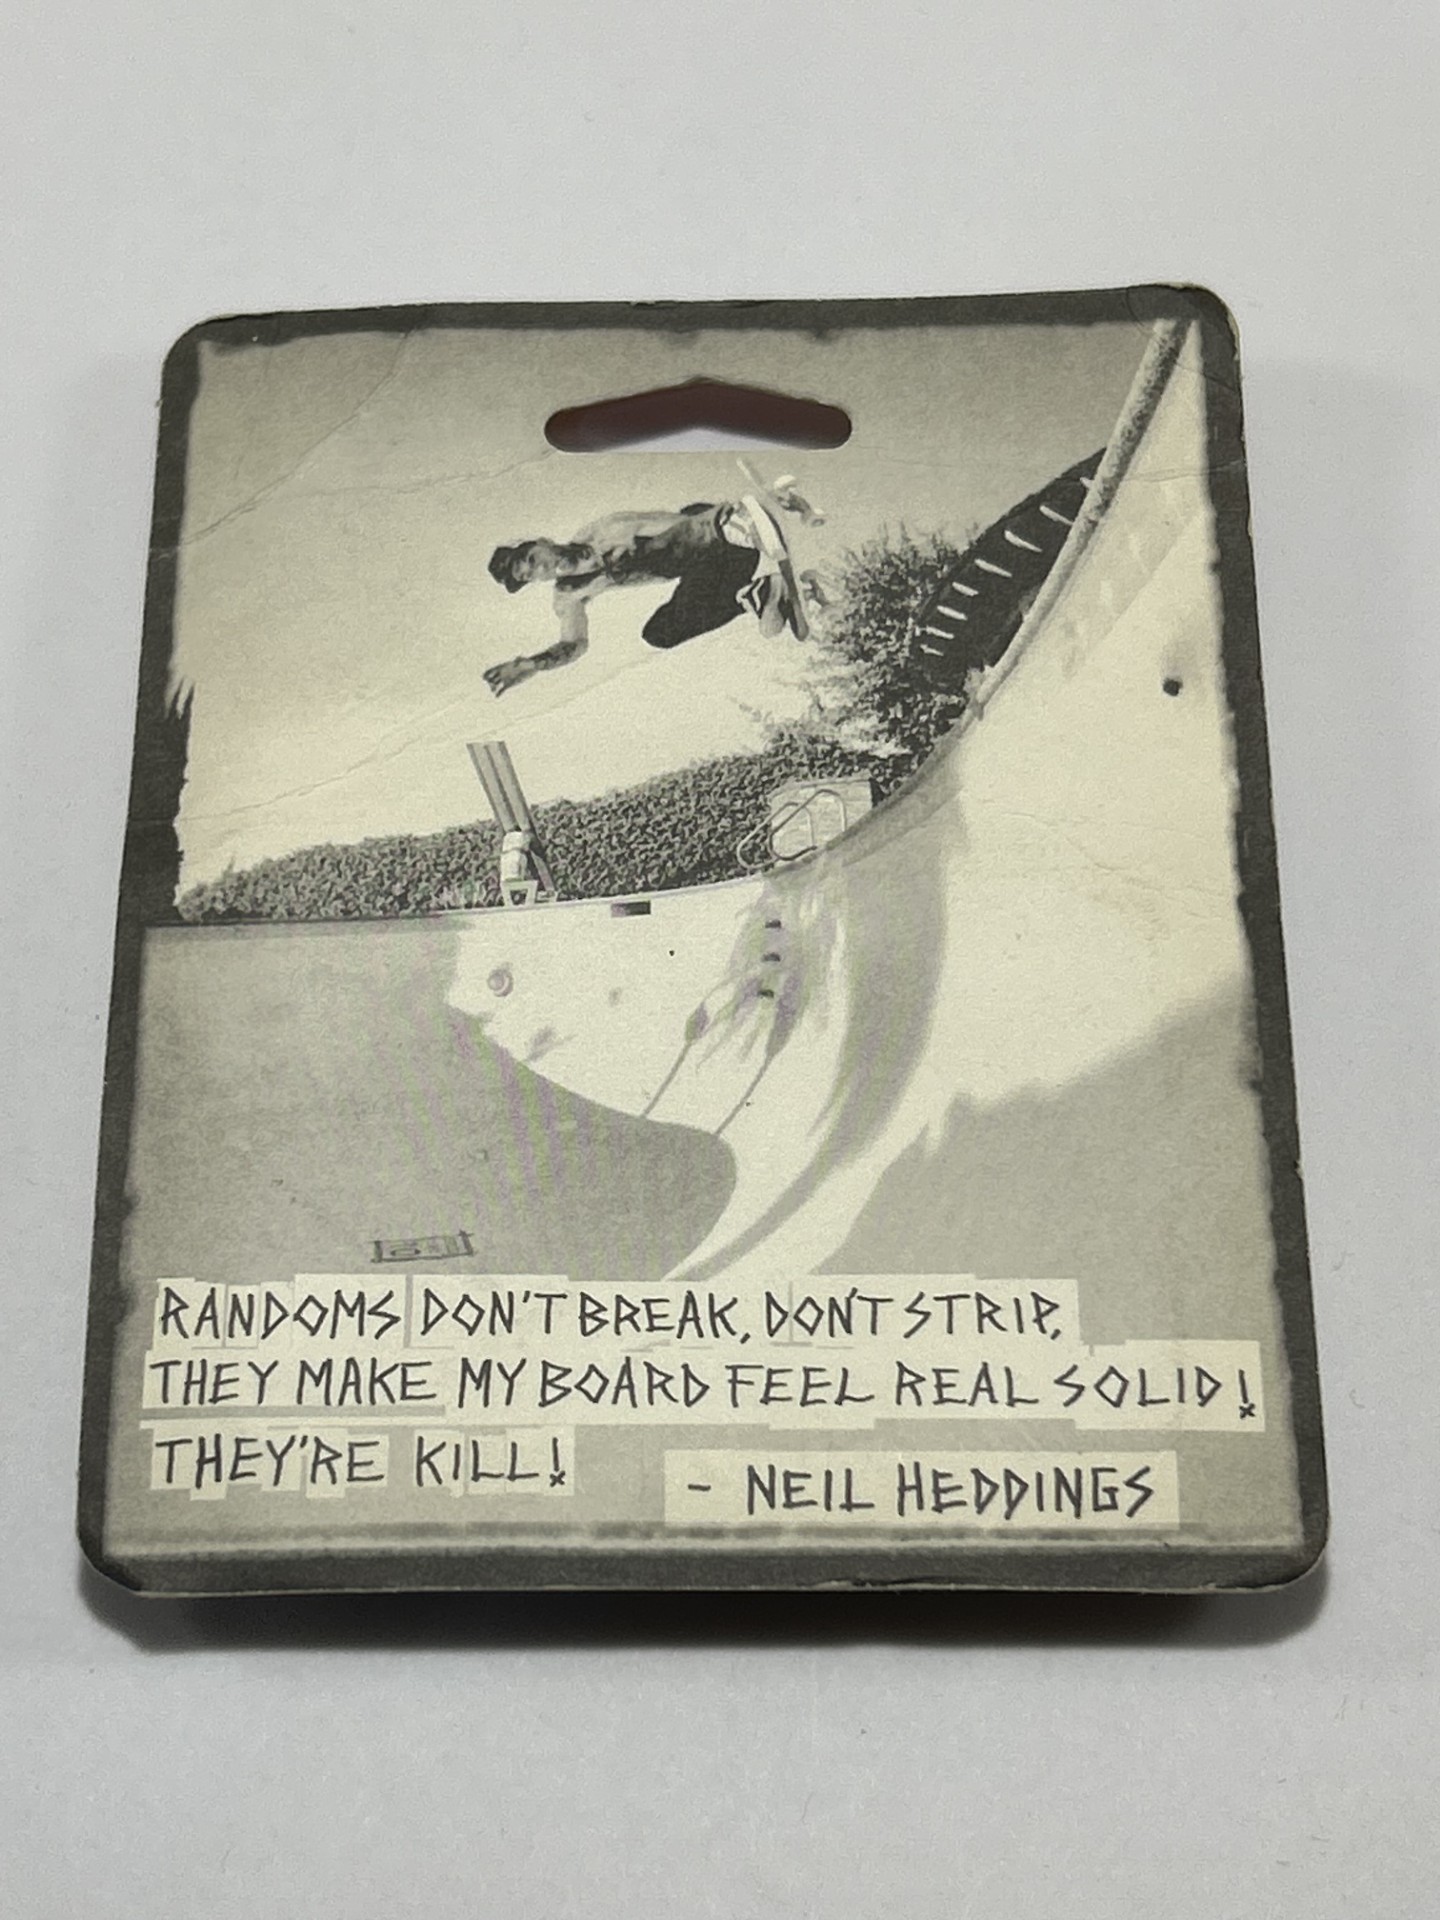 RANDOMS DON'T BREAK, DON'T STRIP,
THEY MAKE MY BOARD FEEL REAL SOLID!
THEY'RE KILL!
- NEIL HEDDINGS